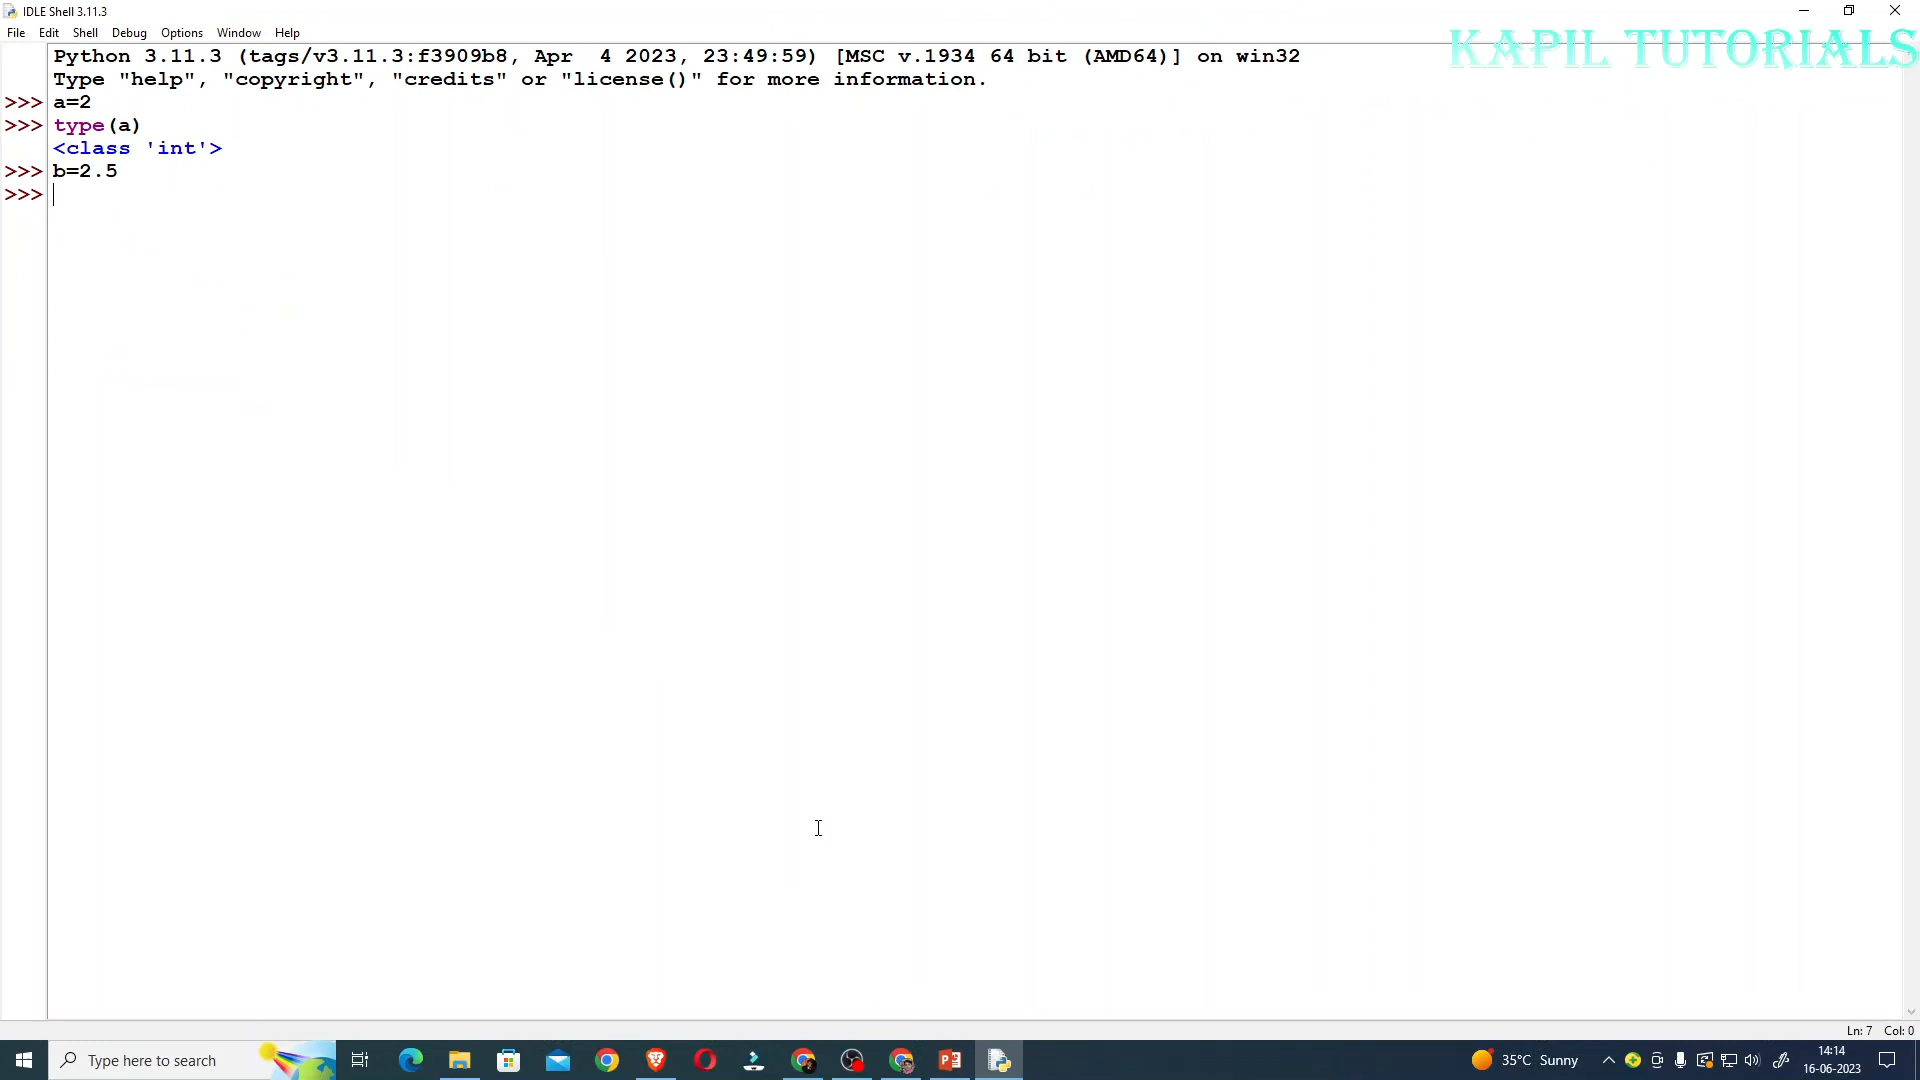 IDLE Shell 3.11.3
File Edit Shell Debug Options Window Help
KAPIL TUTORIALS
Python 3.11.3 (tags/v3.11.3:f3909b8, Apr  4 2023, 23:49:59) [MSC v.1934 64 bit (AMD64)] on win32
Type "help", "copyright", "credits" or "license()" for more information.
>>> a=2
>>> type(a)
<class 'int'>
>>> b=2.5
>>>
Ln: 7 Col: 0
Type here to search
35°C Sunny
14:14
16-06-2023